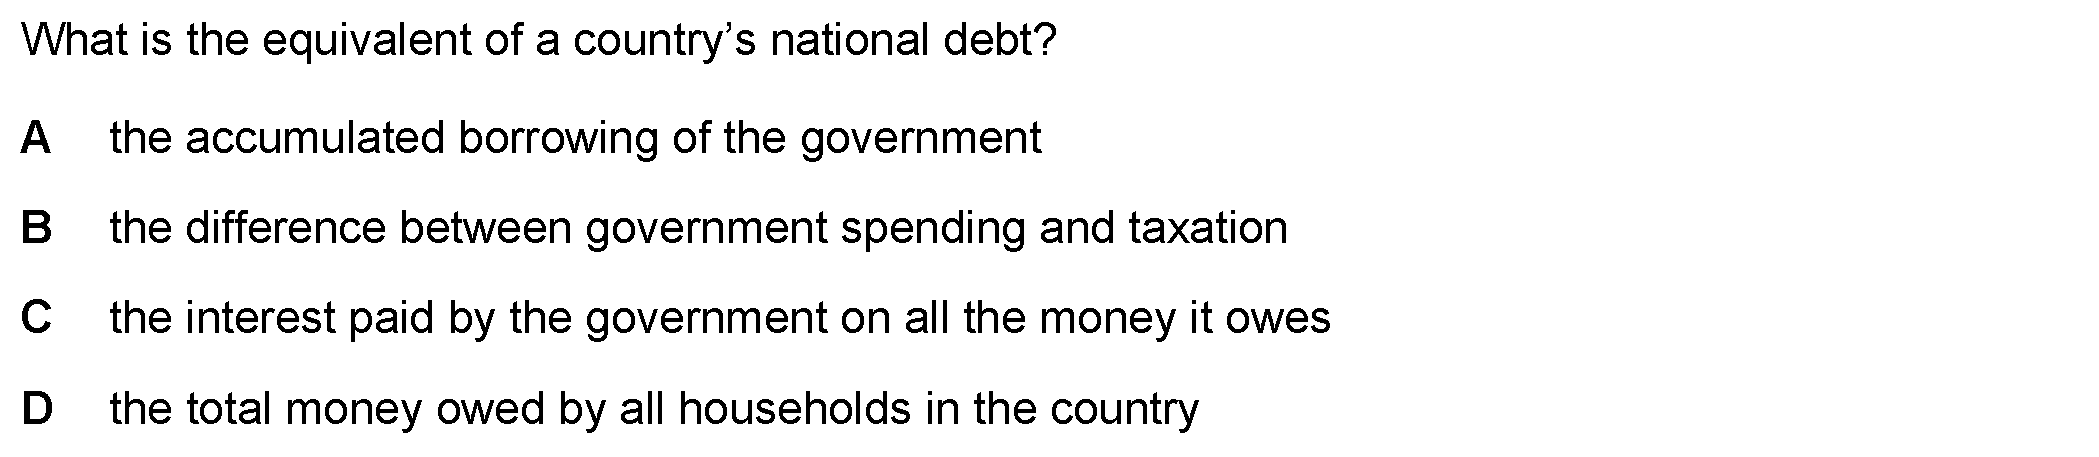 What is the equivalent of a country’s national debt?
A the accumulated borrowing of the government
B the difference between government spending and taxation
C the interest paid by the government on all the money it owes
D the total money owed by all households in the country